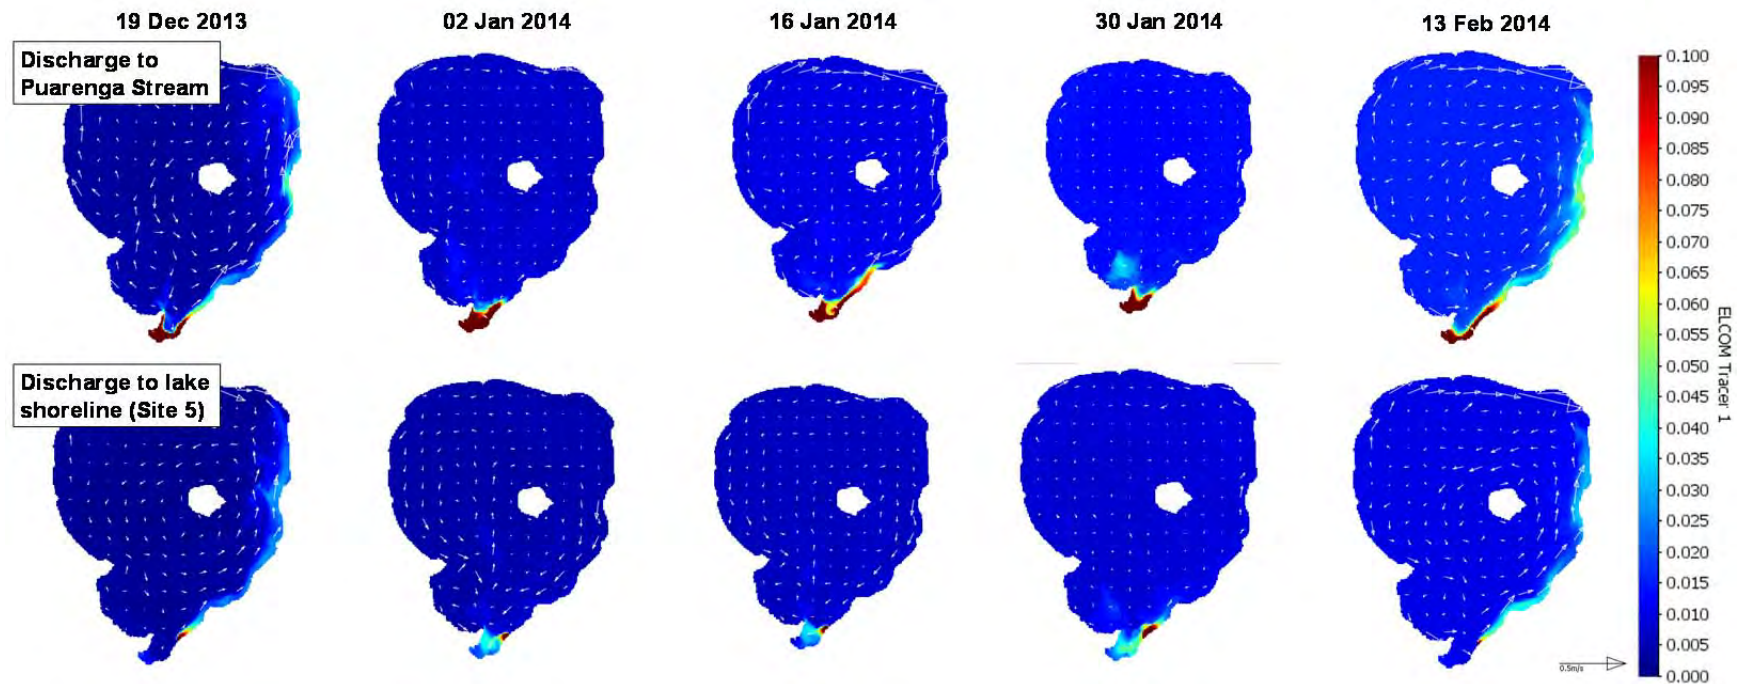 19 Dec 2013
02 Jan 2014
16 Jan 2014
30 Jan 2014
13 Feb 2014
Discharge to
Puarenga Stream
Discharge to lake
shoreline (Site 5)
0.100
0.095
0.090
0.085
0.080
0.075
0.070
0.065
0.060
0.055
0.050
0.045
0.040
0.035
0.030
0.025
0.020
0.015
0.010
0.005
0.000
ELCOM Tracer 1
0.5m/s